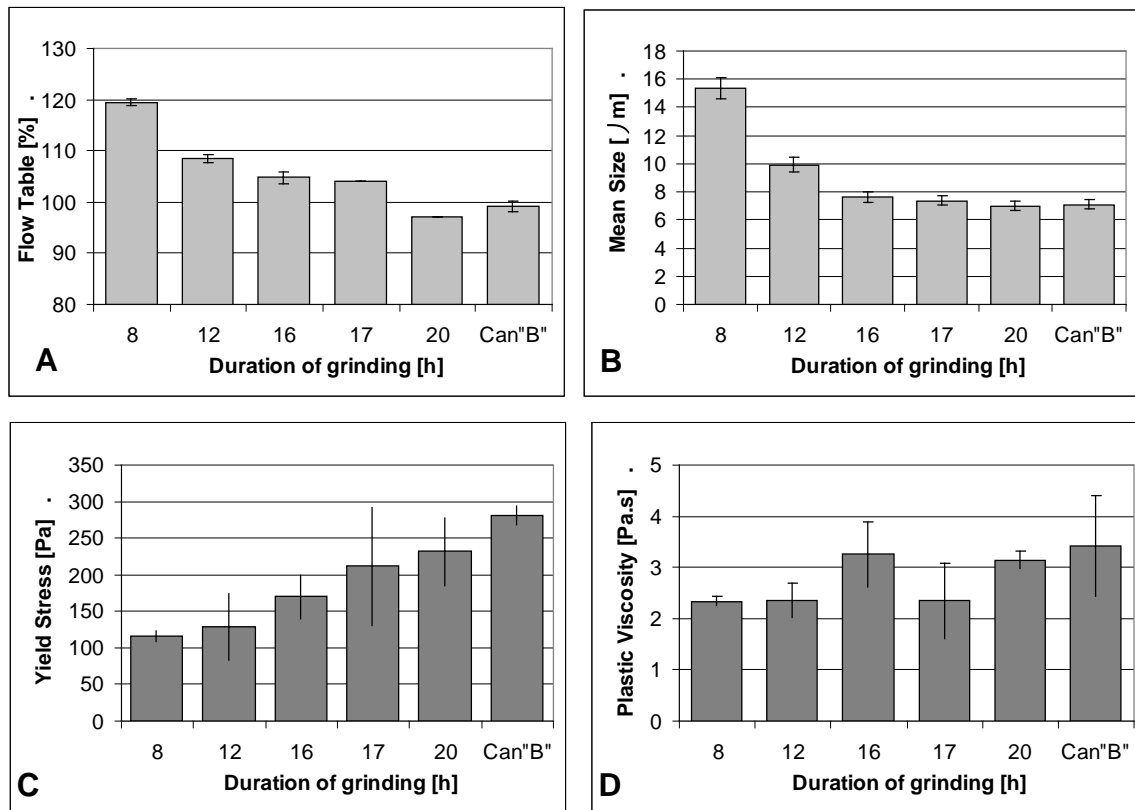 130
120
110
100
90
80
Flow Table [%] .
8 12 16 17 20 Can"B"
Duration of grinding [h]
A
18
16
14
12
10
8
6
4
2
0
Mean Size [ノm] .
8 12 16 17 20 Can"B"
Duration of grinding [h]
B
350
300
250
200
150
100
50
0
Yield Stress [Pa] .
8 12 16 17 20 Can"B"
Duration of grinding [h]
C
5
4
3
2
1
0
Plastic Viscosity [Pa.s] .
8 12 16 17 20 Can"B"
Duration of grinding [h]
D